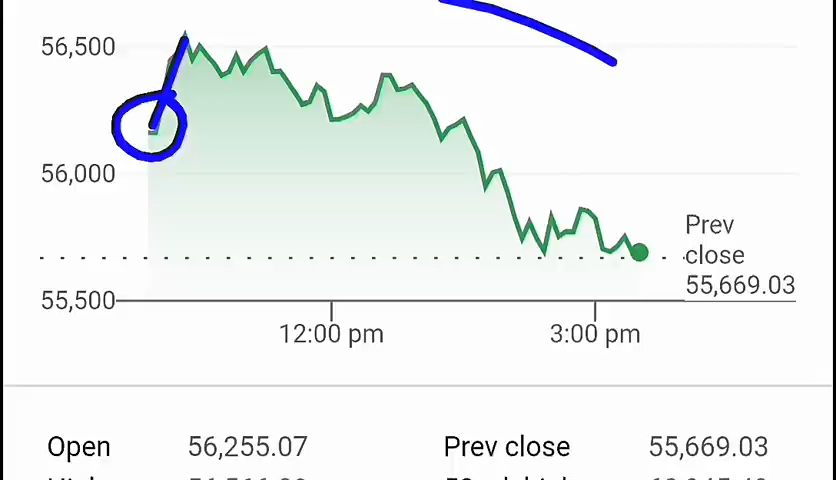 56,500
56,000
Prev
close
55,669.03
55,500
12:00 pm 3:00 pm
Open 56,255.07 Prev close 55,669.03